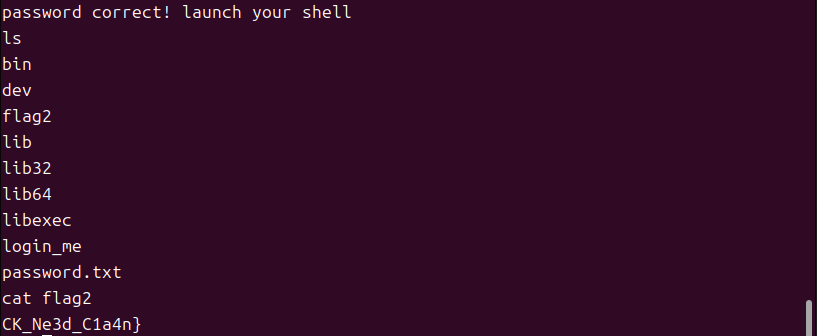 password correct! launch your shell
ls
bin
dev
flag2
lib
lib32
lib64
libexec
login_me
password.txt
cat flag2
CK_Ne3d_C1a4n}